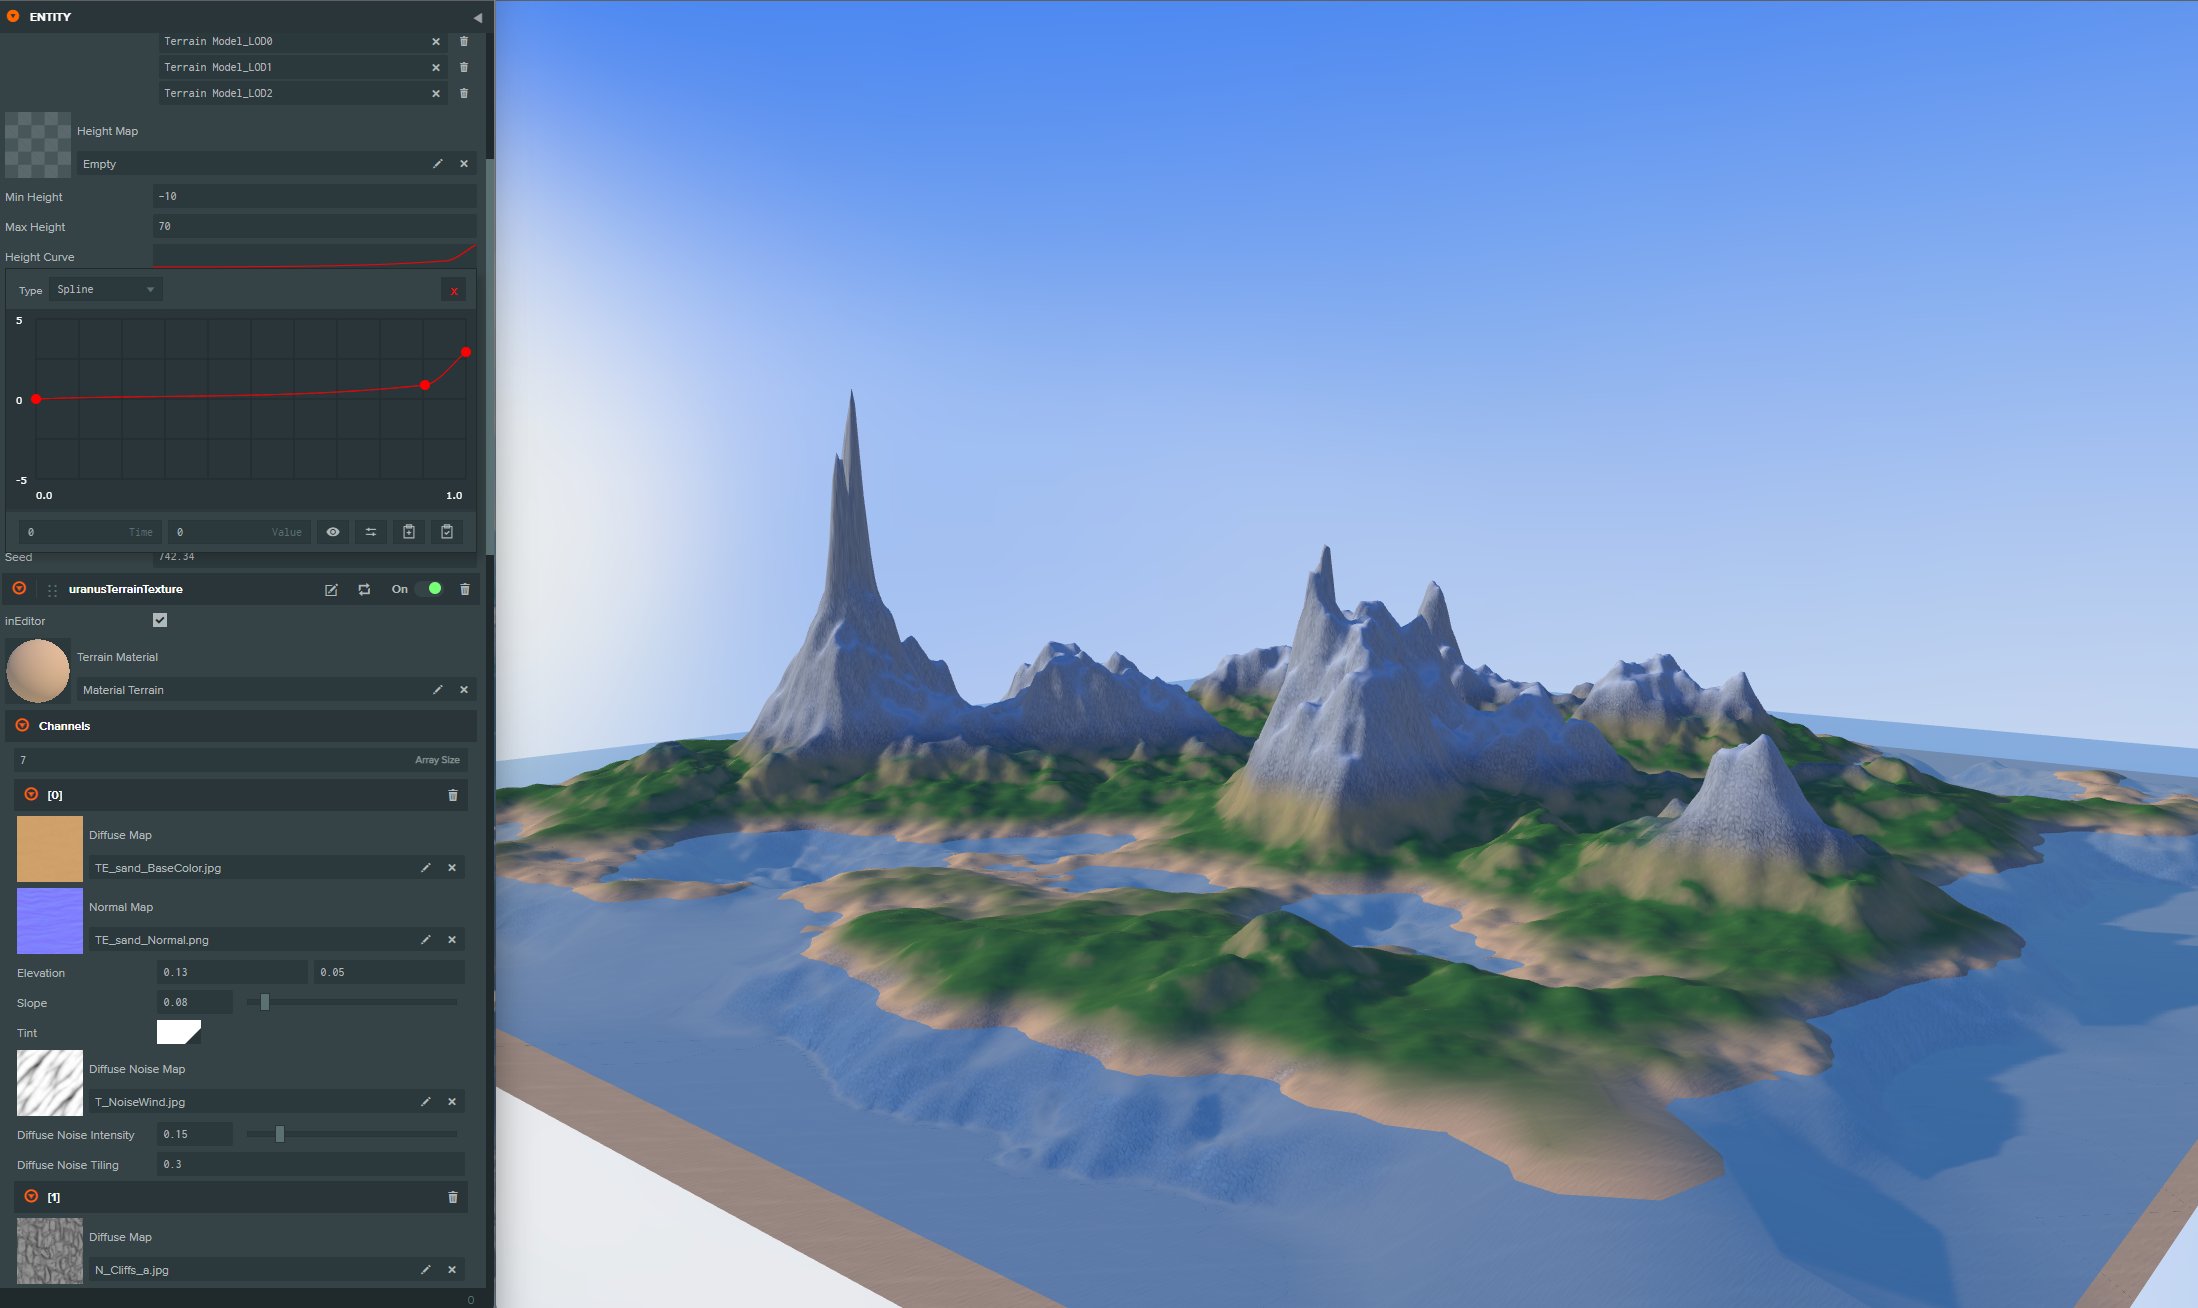 ENTITY
Terrain Model_LOD0
Terrain Model_LOD1
Terrain Model_LOD2
Height Map
Empty
Min Height -10
Max Height 70
Height Curve
Type Spline x
5
0
-5
0.0 1.0
0 Time 0 Value
Seed 742.34
uranusTerrainTexture On
inEditor
Terrain Material
Material Terrain
Channels
7 Array Size
[0]
Diffuse Map
TE_sand_BaseColor.jpg
Normal Map
TE_sand_Normal.png
Elevation 0.13 0.05
Slope 0.08
Tint
Diffuse Noise Map
T_NoiseWind.jpg
Diffuse Noise Intensity 0.15
Diffuse Noise Tiling 0.3
[1]
Diffuse Map
N_Cliffs_a.jpg
0